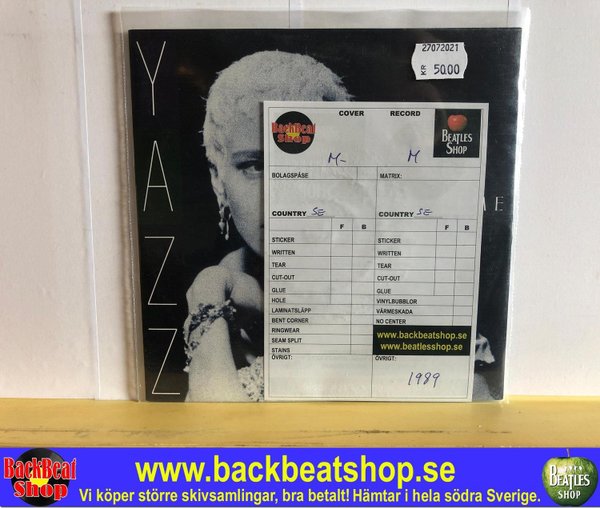 YAZZ
27072021
KR 50.00
BackBeat Shop
COVER
RECORD
BEATLES SHOP
M-
M
BOLAGSPÅSE
MATRIX:
ME
COUNTRY SE
COUNTRY SE
F B
F B
STICKER
STICKER
WRITTEN
WRITTEN
TEAR
TEAR
CUT-OUT
CUT-OUT
GLUE
GLUE
HOLE
VINYLBUBBLOR
LAMINATSLÄPP
VÄRMESKADA
BENT CORNER
NO CENTER
RINGWEAR
SEAM SPLIT
STAINS
www.backbeatshop.se
www.beatlesshop.se
ÖVRIGT:
ÖVRIGT:
1989
BackBeat Shop
www.backbeatshop.se
Vi köper större skivsamlingar, bra betalt! Hämtar i hela södra Sverige.
BEATLES SHOP